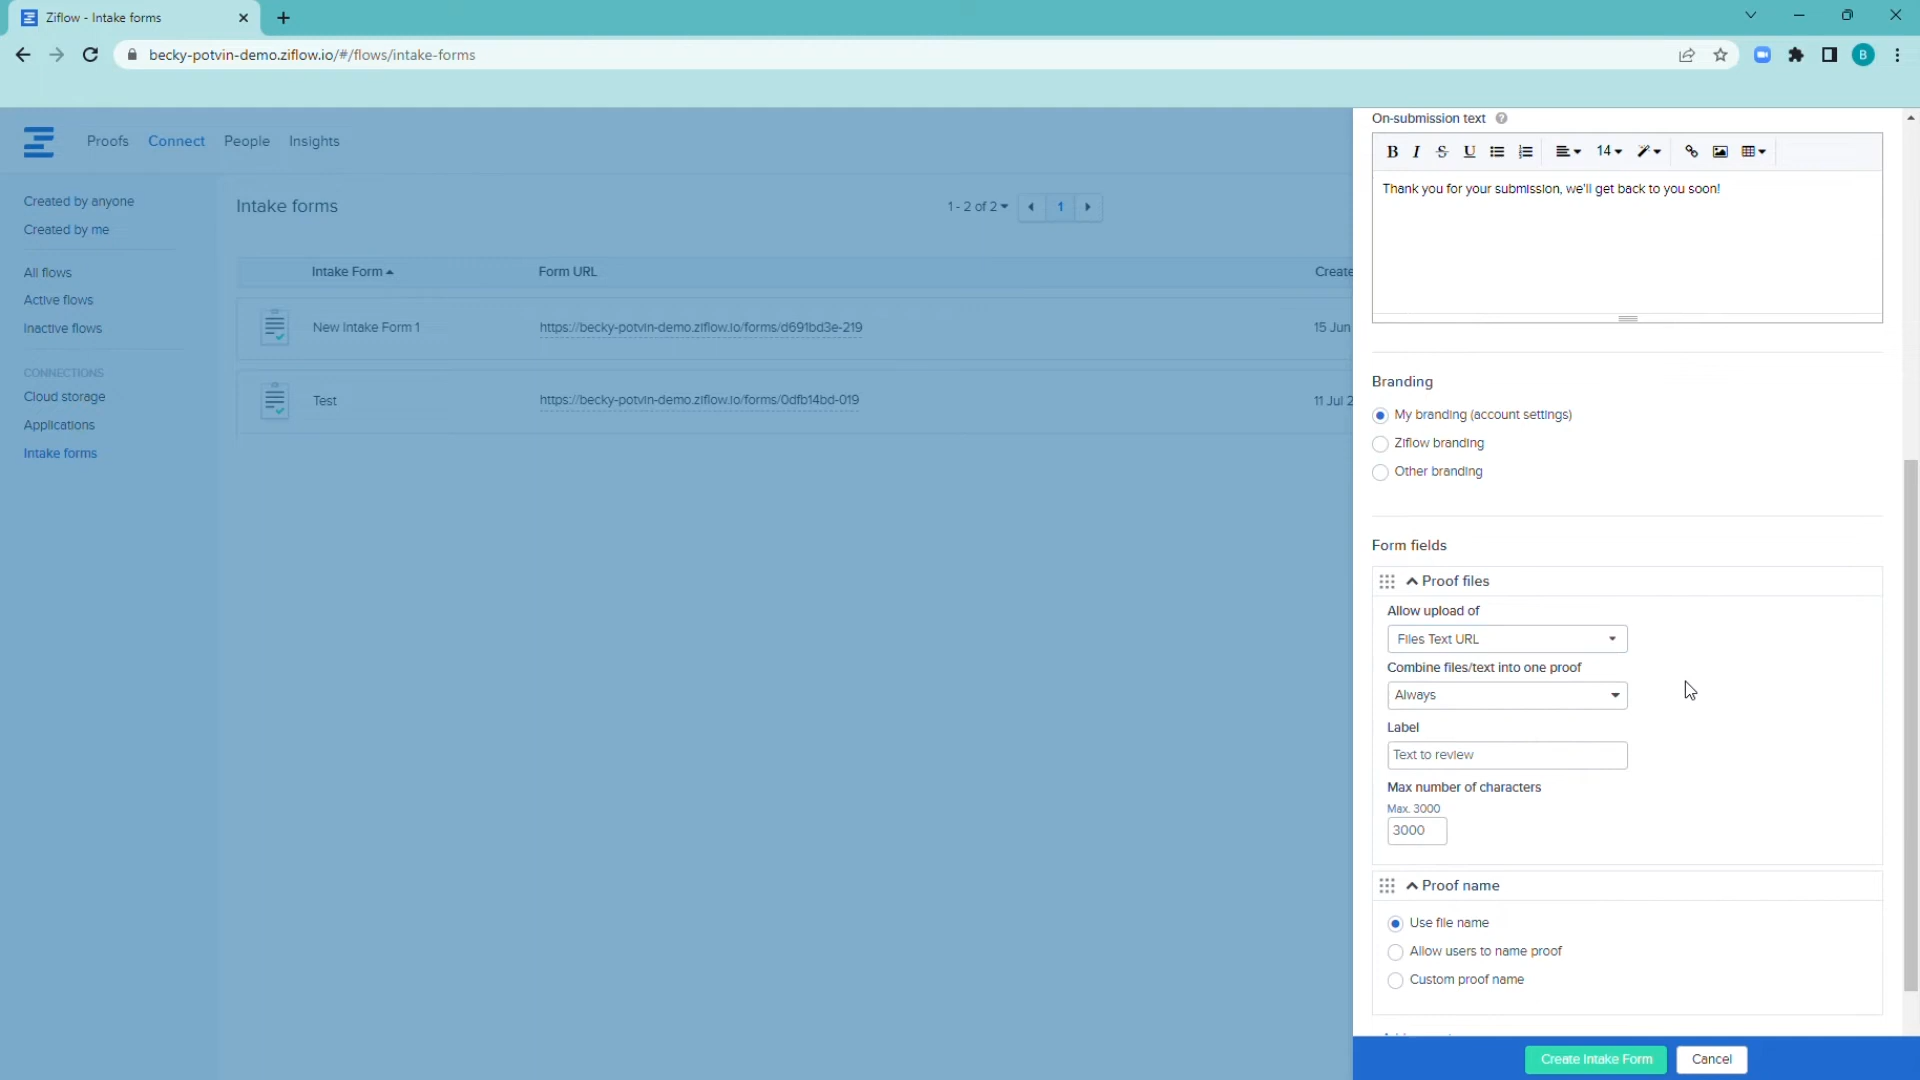 Ziflow - Intake forms
becky-potvin-demo.ziflow.io/#/flows/intake-forms
B
Proofs Connect People Insights
Created by anyone
Created by me
All flows
Active flows
Inactive flows
CONNECTIONS
Cloud storage
Applications
Intake forms
Intake forms
1 - 2 of 2
1
Intake Form Form URL Create
New Intake Form 1 https://becky-potvin-demo.ziflow.io/forms/d691bd3e-219 15 Jun
Test https://becky-potvin-demo.ziflow.io/forms/0dfb14bd-019 11 Jul 2
On-submission text ?
B I S U 14
Thank you for your submission, we'll get back to you soon!
Branding
My branding (account settings)
Ziflow branding
Other branding
Form fields
Proof files
Allow upload of
Files Text URL
Combine files/text into one proof
Always
Label
Text to review
Max number of characters
Max. 3000
3000
Proof name
Use file name
Allow users to name proof
Custom proof name
Create Intake Form Cancel